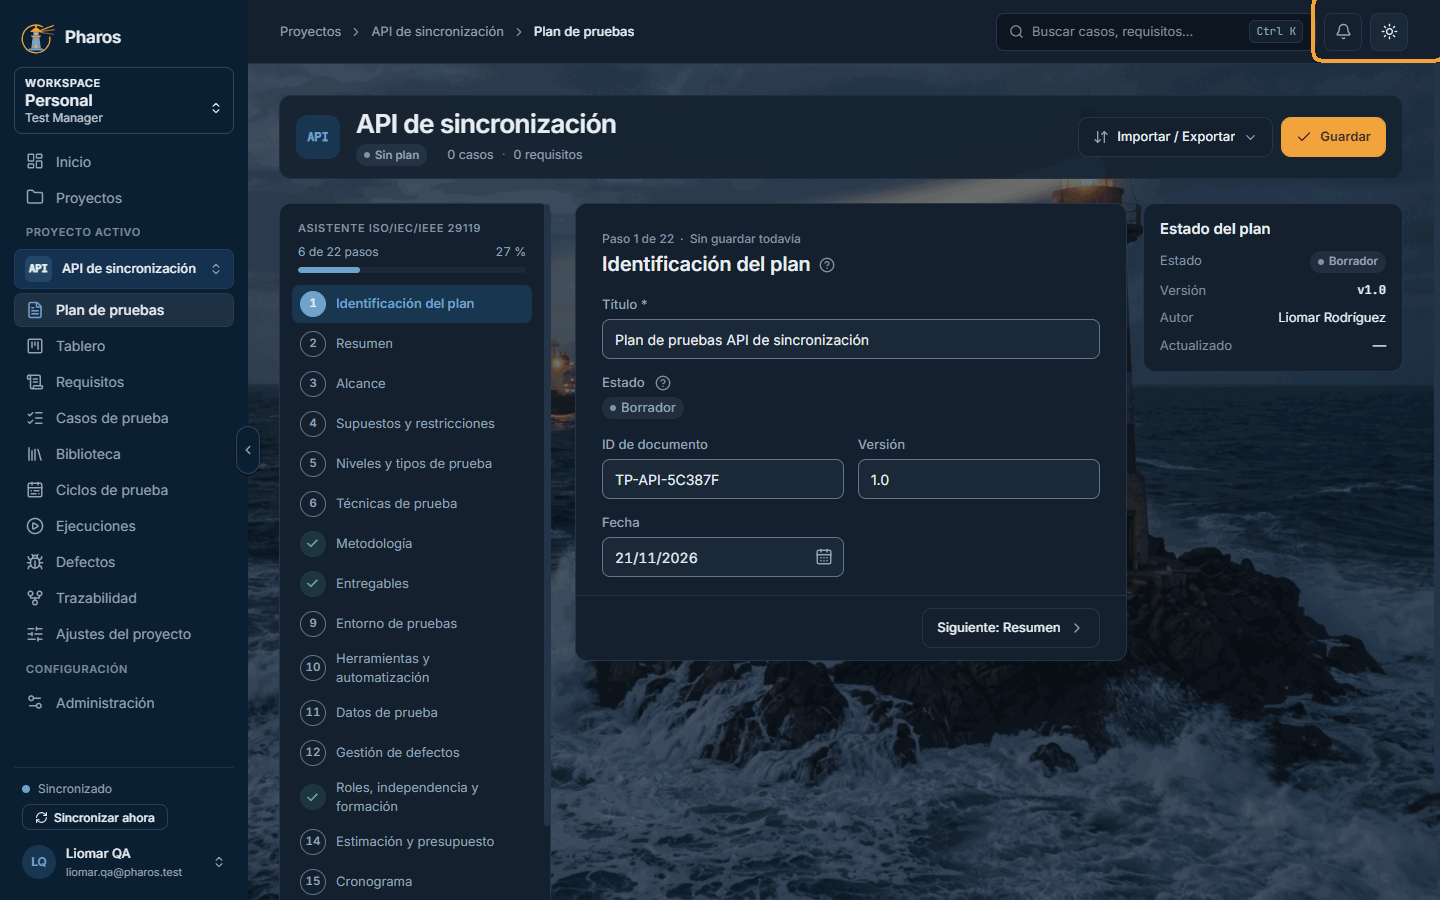 Pharos
WORKSPACE
Personal
Test Manager
Inicio
Proyectos
PROYECTO ACTIVO
API API de sincronización
Plan de pruebas
Tablero
Requisitos
Casos de prueba
Biblioteca
Ciclos de prueba
Ejecuciones
Defectos
Trazabilidad
Ajustes del proyecto
CONFIGURACIÓN
Administración
Sincronizado
Sincronizar ahora
LQ
Liomar QA
liomar.qa@pharos.test
Proyectos > API de sincronización > Plan de pruebas
Buscar casos, requisitos... Ctrl K
API
API de sincronización
Sin plan 0 casos · 0 requisitos
Importar / Exportar
Guardar
ASISTENTE ISO/IEC/IEEE 29119
6 de 22 pasos 27 %
1 Identificación del plan
2 Resumen
3 Alcance
4 Supuestos y restricciones
5 Niveles y tipos de prueba
6 Técnicas de prueba
Metodología
Entregables
9 Entorno de pruebas
10 Herramientas y
automatización
11 Datos de prueba
12 Gestión de defectos
Roles, independencia y
formación
14 Estimación y presupuesto
15 Cronograma
Paso 1 de 22 · Sin guardar todavía
Identificación del plan ?
Título *
Plan de pruebas API de sincronización
Estado ?
Borrador
ID de documento Versión
TP-API-5C387F 1.0
Fecha
21/11/2026
Siguiente: Resumen
Estado del plan
Estado Borrador
Versión v1.0
Autor Liomar Rodríguez
Actualizado —